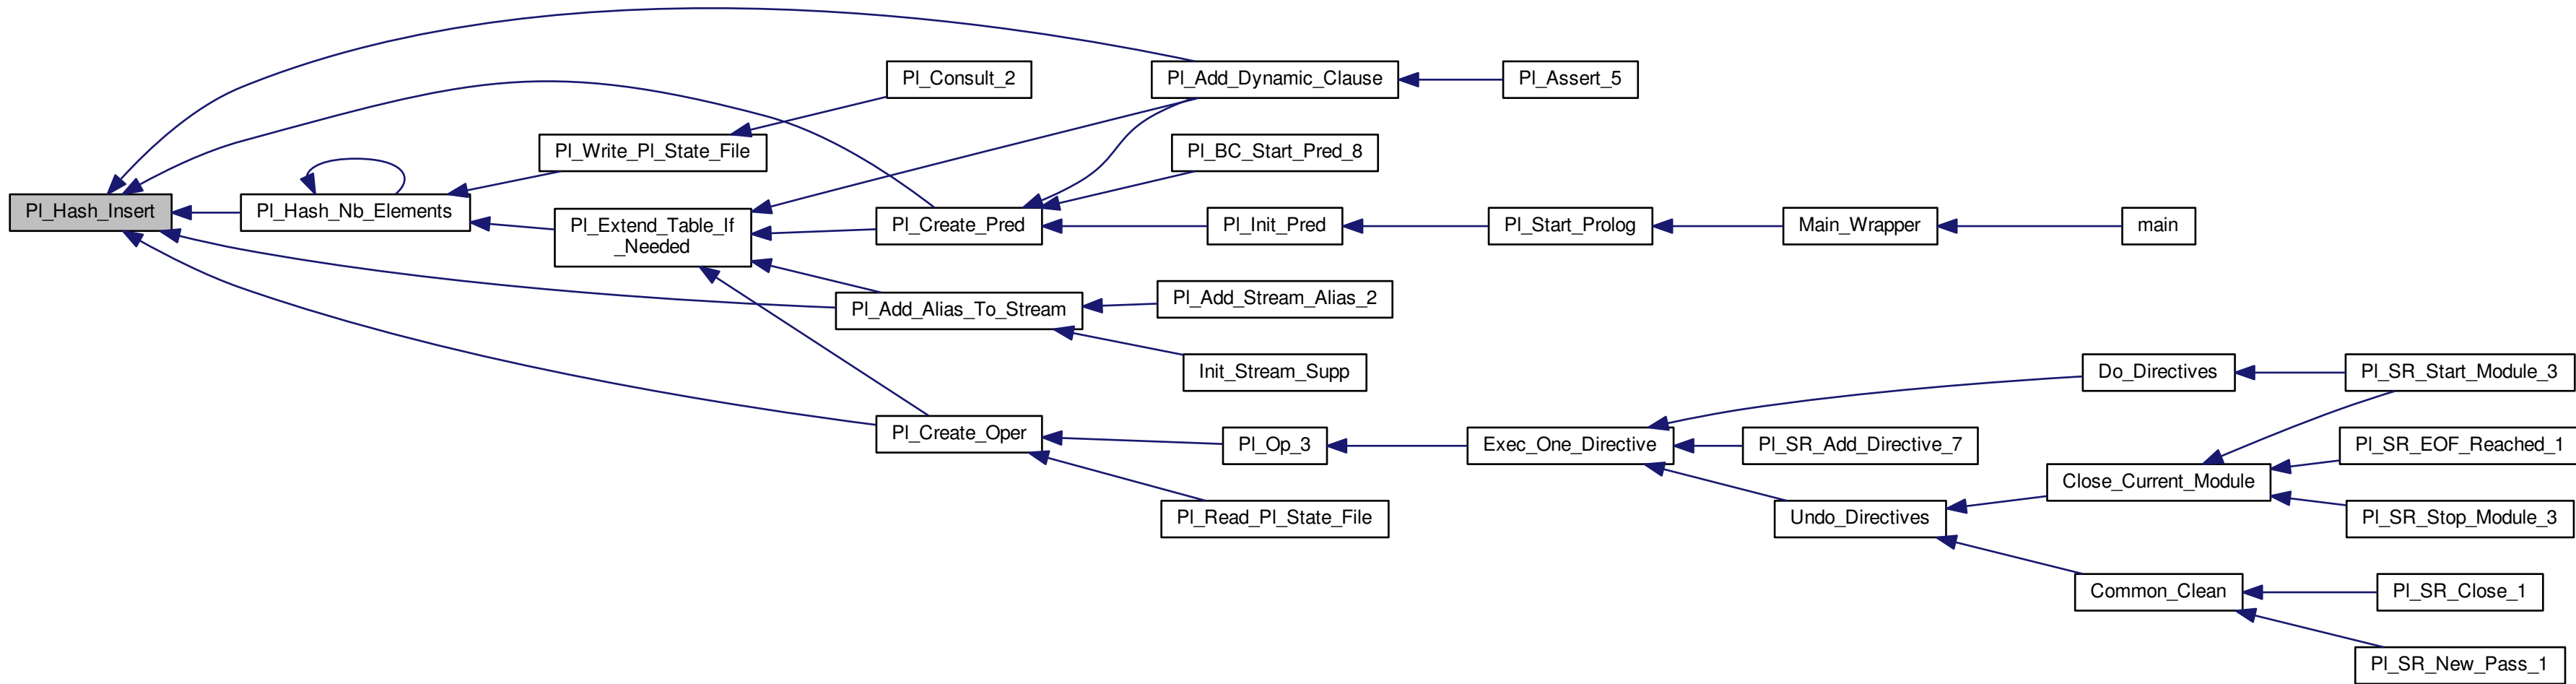 Pl_Hash_Insert
Pl_Hash_Nb_Elements
Pl_Write_Pl_State_File
Pl_Consult_2
Pl_Extend_Table_If
_Needed
Pl_Add_Dynamic_Clause
Pl_Assert_5
Pl_BC_Start_Pred_8
Pl_Create_Pred
Pl_Init_Pred
Pl_Start_Prolog
Main_Wrapper
main
Pl_Add_Alias_To_Stream
Pl_Add_Stream_Alias_2
Init_Stream_Supp
Pl_Create_Oper
Pl_Op_3
Pl_Read_Pl_State_File
Exec_One_Directive
Do_Directives
Pl_SR_Start_Module_3
Pl_SR_Add_Directive_7
Undo_Directives
Close_Current_Module
Pl_SR_EOF_Reached_1
Pl_SR_Stop_Module_3
Common_Clean
Pl_SR_Close_1
Pl_SR_New_Pass_1